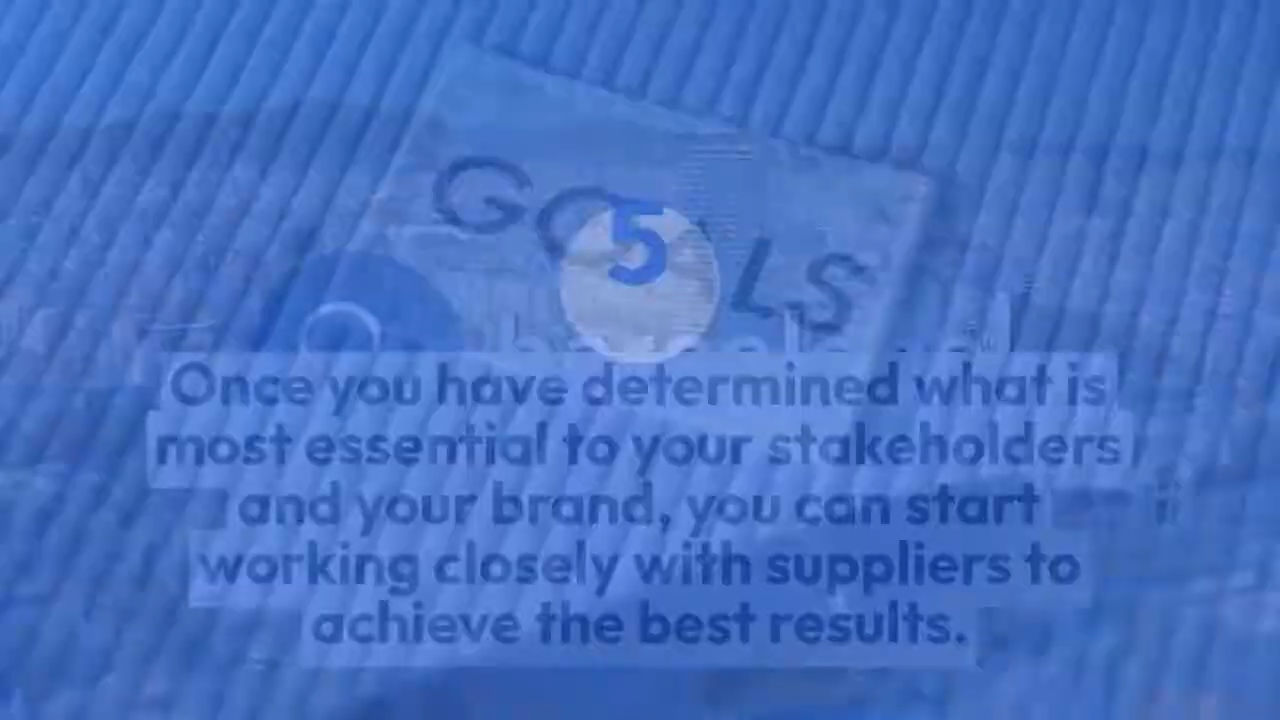 GOALS
5
Once you have determined what is
most essential to your stakeholders
and your brand, you can start
working closely with suppliers to
achieve the best results.